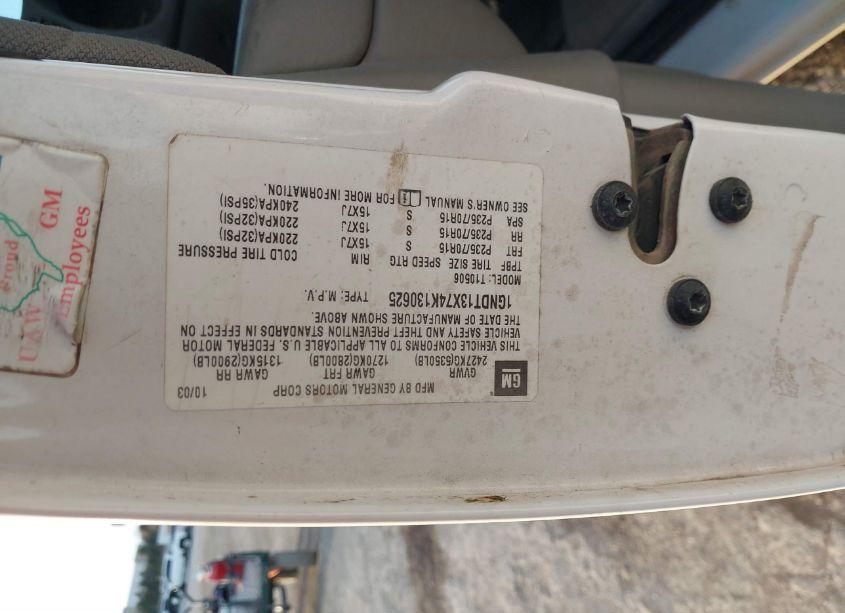 GM
MFD BY GENERAL MOTORS CORP
10/03
GVWR GAWR FRT GAWR RR
2427KG(5350LB) 1270KG(2800LB) 1315KG(2900LB)
THIS VEHICLE CONFORMS TO ALL APPLICABLE U.S. FEDERAL MOTOR
VEHICLE SAFETY AND THEFT PREVENTION STANDARDS IN EFFECT ON
THE DATE OF MANUFACTURE SHOWN ABOVE.
1GNDT13X74K130625 TYPE: M.P.V.
MODEL: T10506
TPBF TIRE SIZE SPEED RTG RIM COLD TIRE PRESSURE
FRT P235/70R15 S 15X7J 220KPA(32PSI)
RR P235/70R15 S 15X7J 220KPA(32PSI)
SPA P235/70R15 S 15X7J 240KPA(35PSI)
SEE OWNER'S MANUAL FOR MORE INFORMATION.
UAW Proud GM
Employees